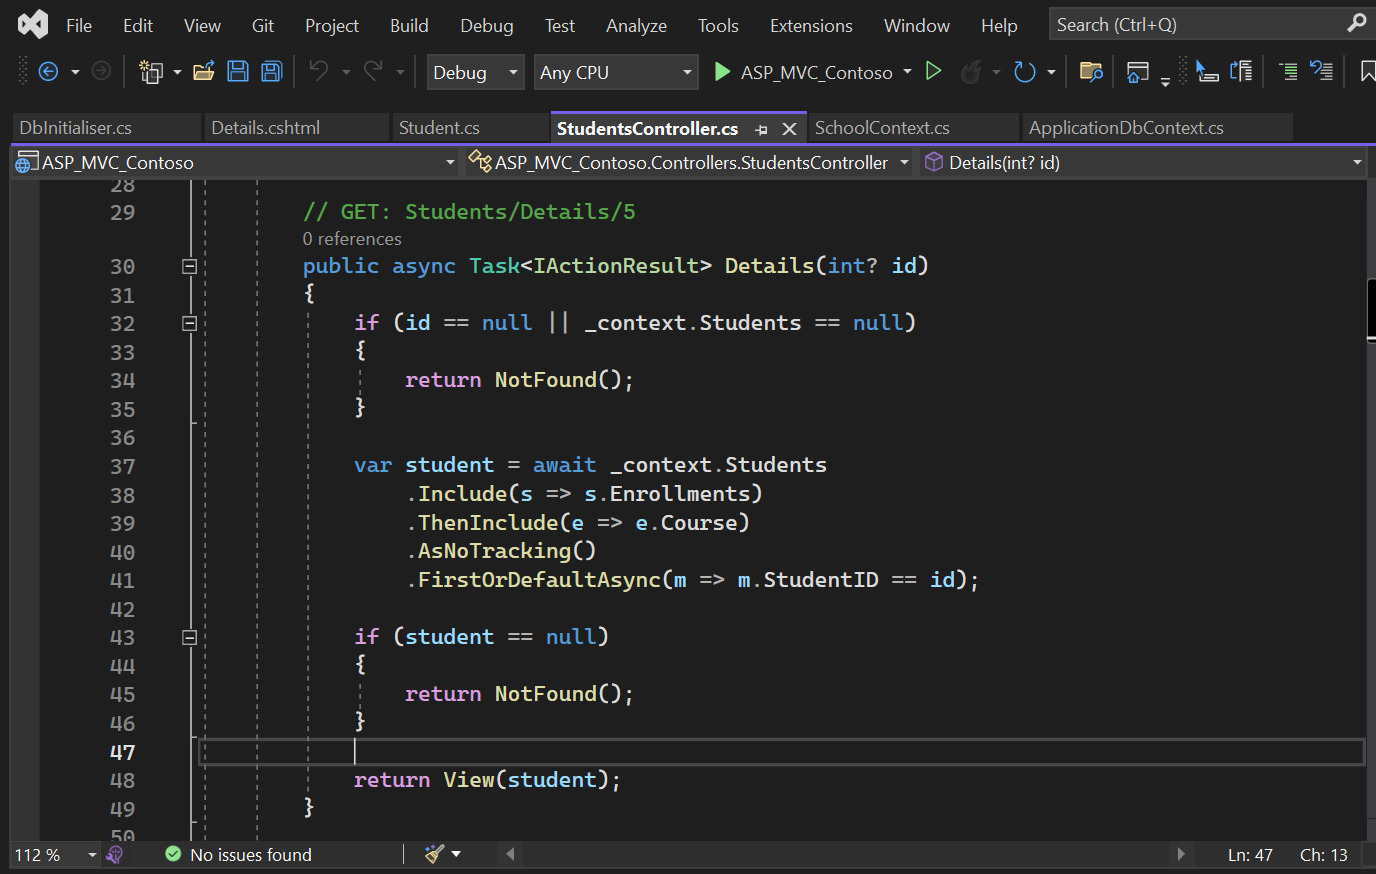 File Edit View Git Project Build Debug Test Analyze Tools Extensions Window Help Search (Ctrl+Q)
Debug Any CPU ASP_MVC_Contoso
DbInitialiser.cs Details.cshtml Student.cs StudentsController.cs SchoolContext.cs ApplicationDbContext.cs
ASP_MVC_Contoso ASP_MVC_Contoso.Controllers.StudentsController Details(int? id)
28
29 // GET: Students/Details/5
0 references
30 public async Task<IActionResult> Details(int? id)
31 {
32 if (id == null || _context.Students == null)
33 {
34 return NotFound();
35 }
36
37 var student = await _context.Students
38 .Include(s => s.Enrollments)
39 .ThenInclude(e => e.Course)
40 .AsNoTracking()
41 .FirstOrDefaultAsync(m => m.StudentID == id);
42
43 if (student == null)
44 {
45 return NotFound();
46 }
47
48 return View(student);
49 }
50
112 % No issues found Ln: 47 Ch: 13